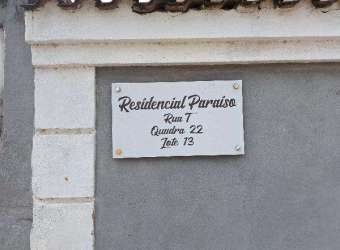 Residencial Paraíso
Rua T
Quadra 22
Lote 13